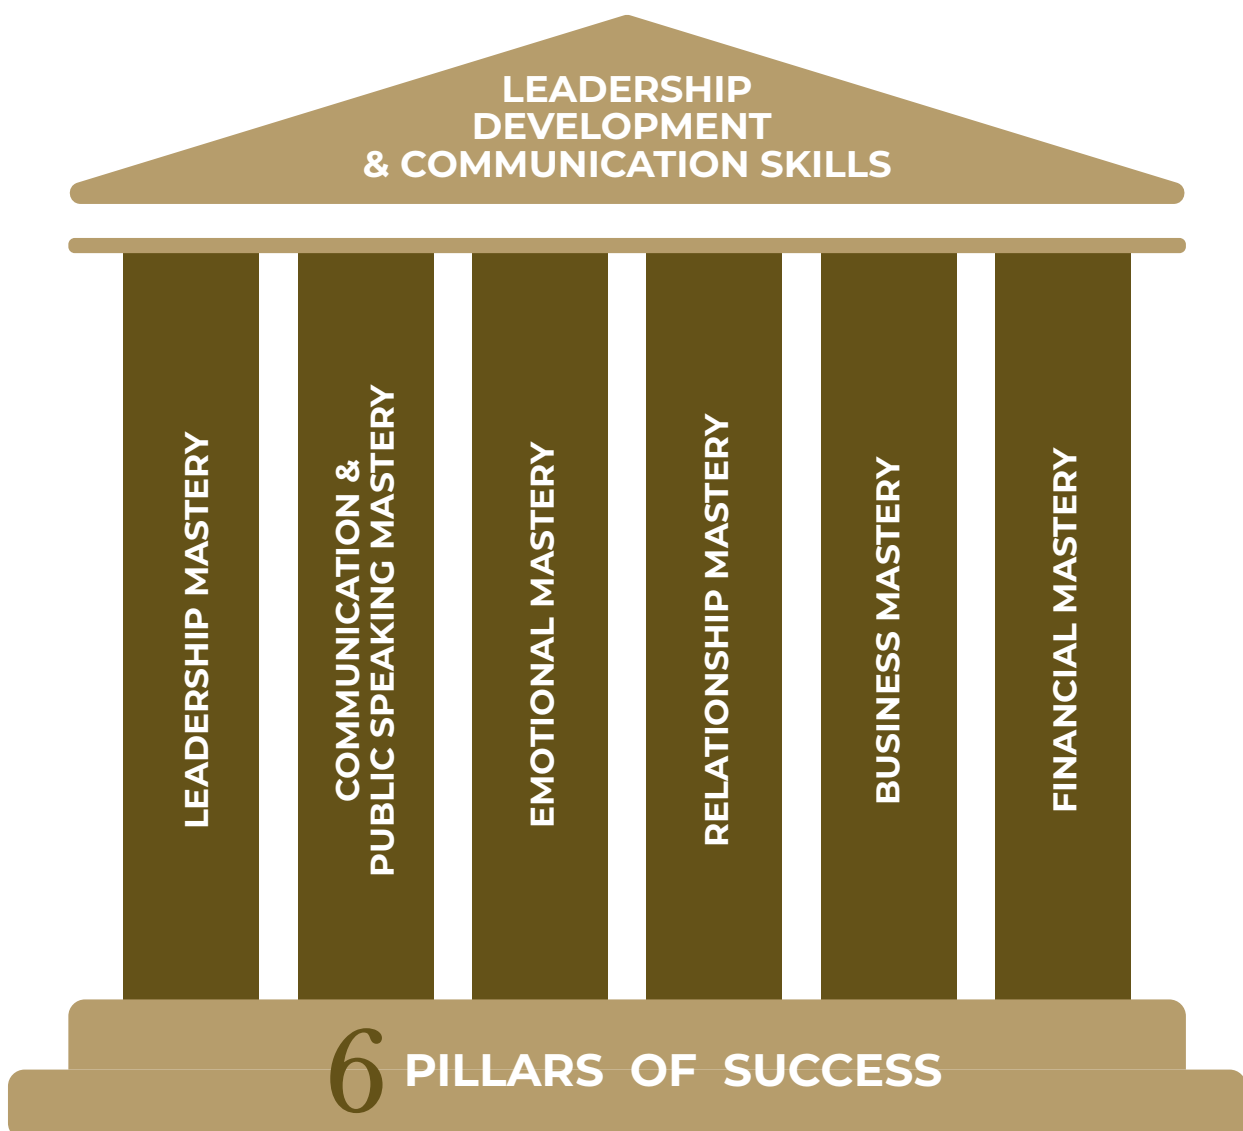 LEADERSHIP
DEVELOPMENT
& COMMUNICATION SKILLS
LEADERSHIP MASTERY
COMMUNICATION &
PUBLIC SPEAKING MASTERY
EMOTIONAL MASTERY
RELATIONSHIP MASTERY
BUSINESS MASTERY
FINANCIAL MASTERY
6 PILLARS OF SUCCESS